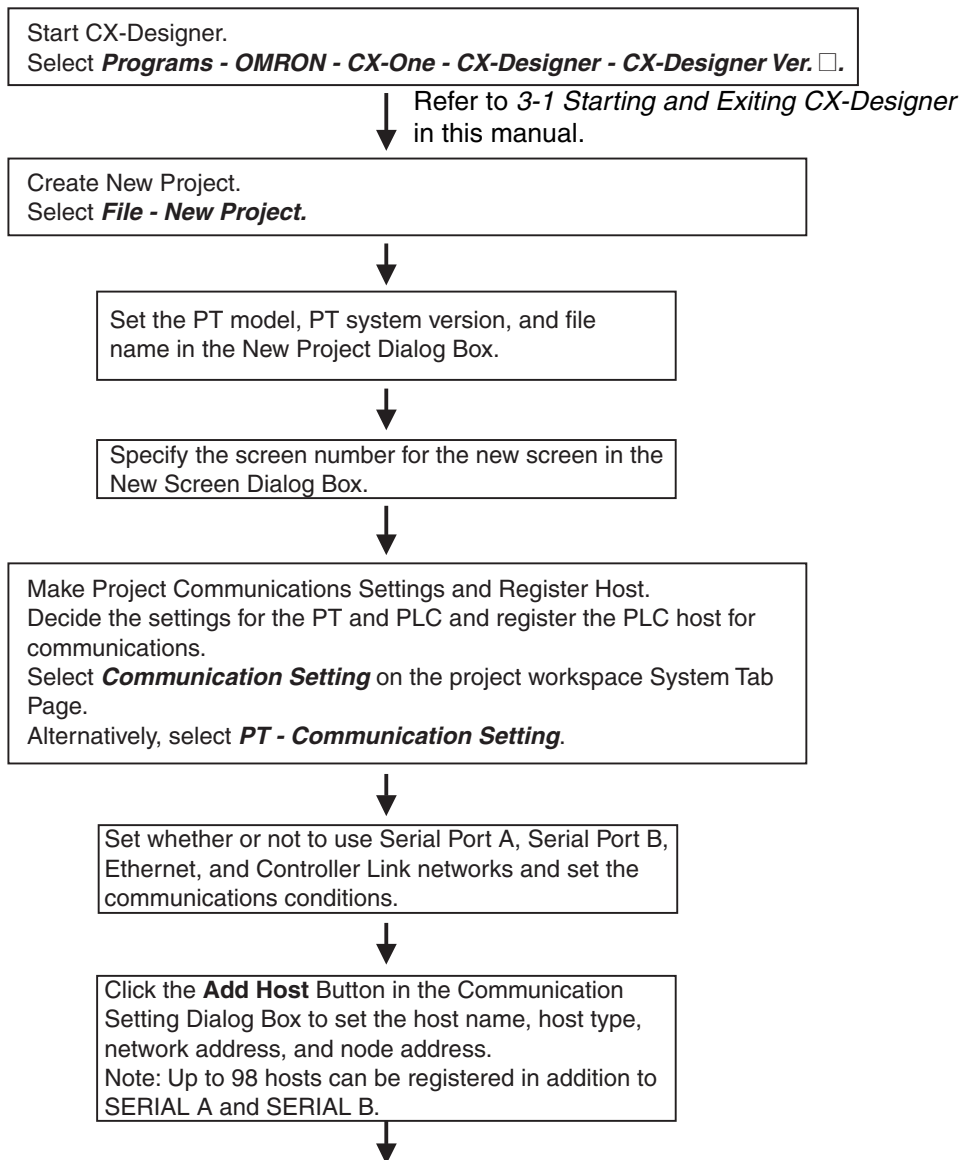 Start CX-Designer.
Select Programs - OMRON - CX-One - CX-Designer - CX-Designer Ver. □.
Refer to 3-1 Starting and Exiting CX-Designer
in this manual.
Create New Project.
Select File - New Project.
Set the PT model, PT system version, and file
name in the New Project Dialog Box.
Specify the screen number for the new screen in the
New Screen Dialog Box.
Make Project Communications Settings and Register Host.
Decide the settings for the PT and PLC and register the PLC host for
communications.
Select Communication Setting on the project workspace System Tab
Page.
Alternatively, select PT - Communication Setting.
Set whether or not to use Serial Port A, Serial Port B,
Ethernet, and Controller Link networks and set the
communications conditions.
Click the Add Host Button in the Communication
Setting Dialog Box to set the host name, host type,
network address, and node address.
Note: Up to 98 hosts can be registered in addition to
SERIAL A and SERIAL B.